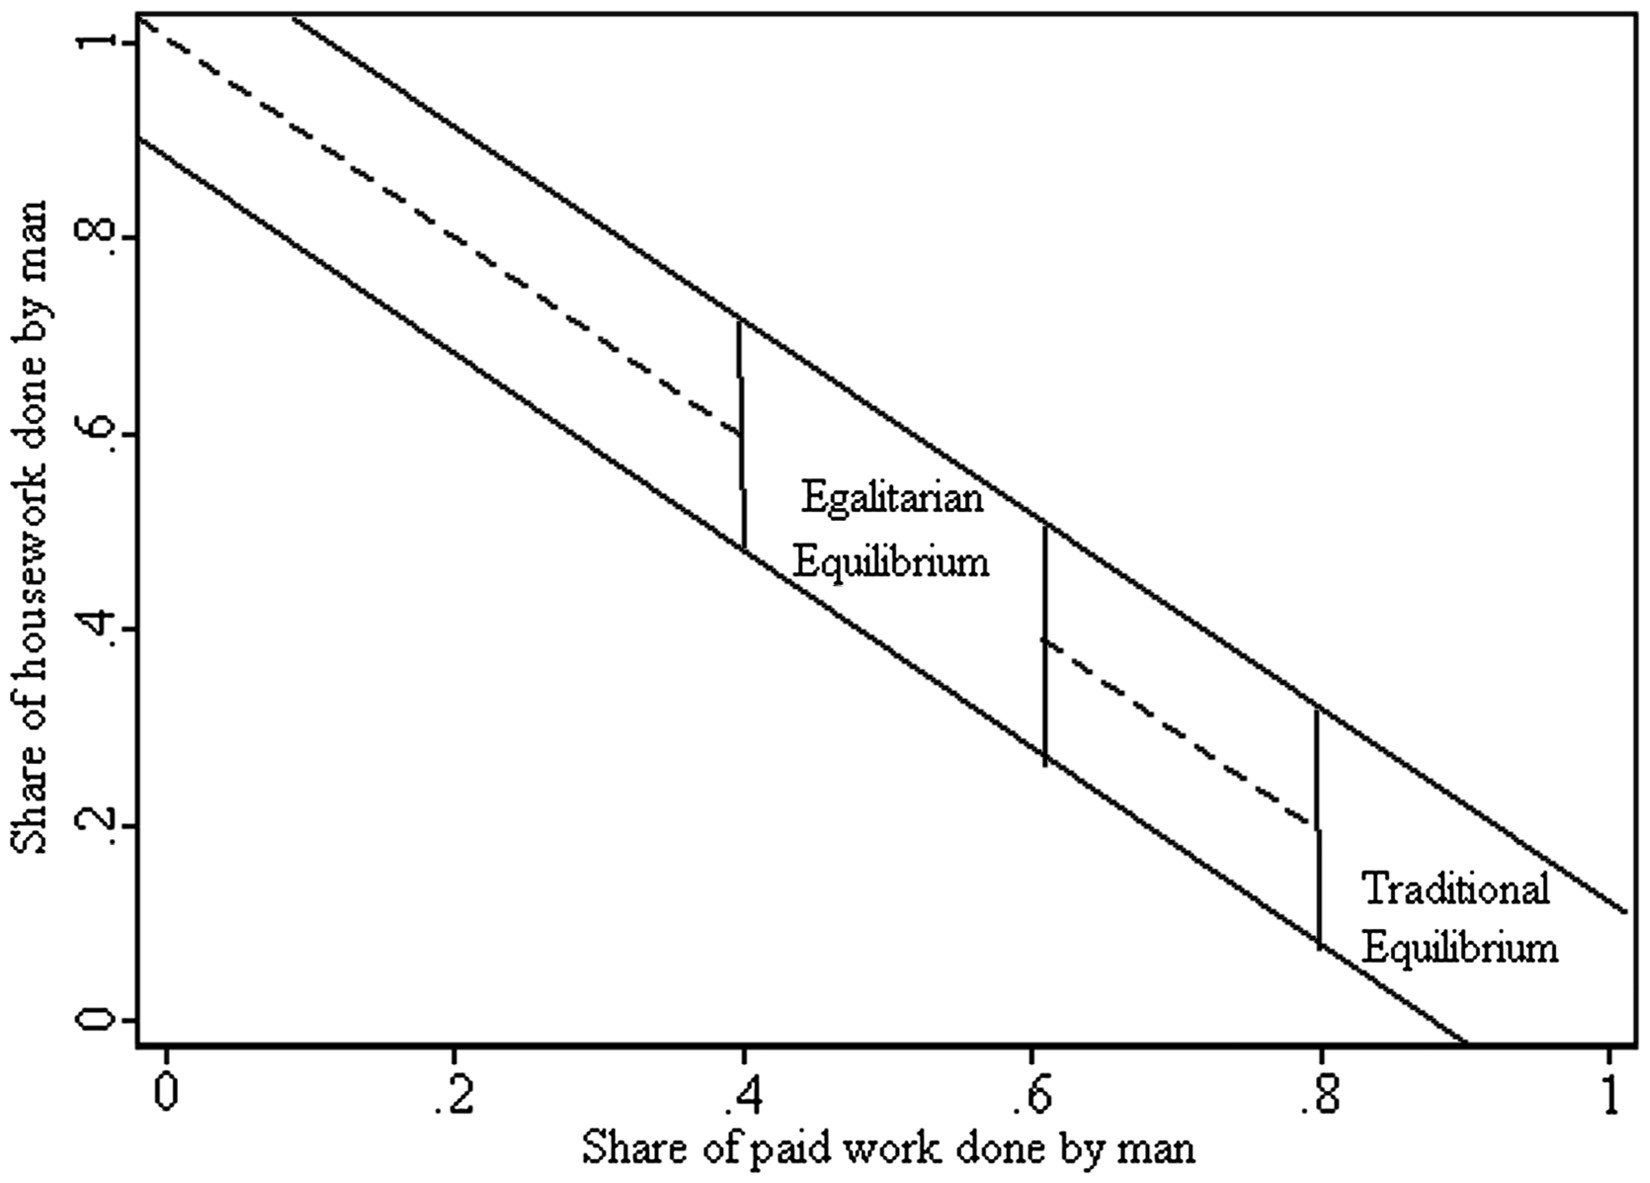 Share of housework done by man
1
.8
.6
.4
.2
0
Egalitarian
Equilibrium
Traditional
Equilibrium
0 .2 .4 .6 .8 1
Share of paid work done by man